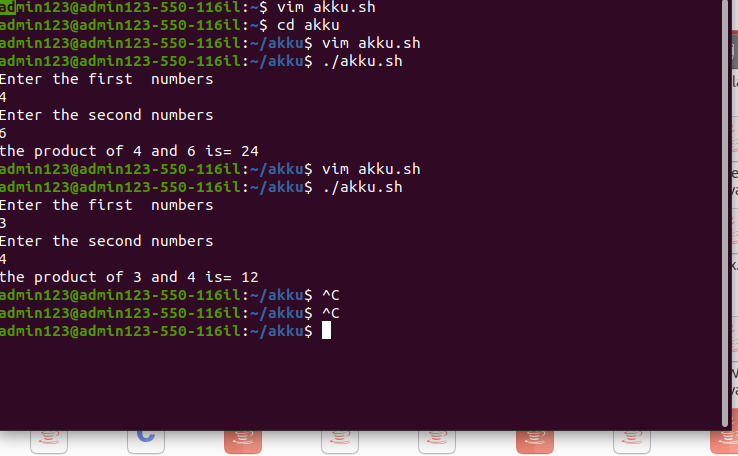 admin123@admin123-550-116il:~$ vim akku.sh
admin123@admin123-550-116il:~$ cd akku
admin123@admin123-550-116il:~/akku$ vim akku.sh
admin123@admin123-550-116il:~/akku$ ./akku.sh
Enter the first  numbers
4
Enter the second numbers
6
the product of 4 and 6 is= 24
admin123@admin123-550-116il:~/akku$ vim akku.sh
admin123@admin123-550-116il:~/akku$ ./akku.sh
Enter the first  numbers
3
Enter the second numbers
4
the product of 3 and 4 is= 12
admin123@admin123-550-116il:~/akku$ ^C
admin123@admin123-550-116il:~/akku$ ^C
admin123@admin123-550-116il:~/akku$